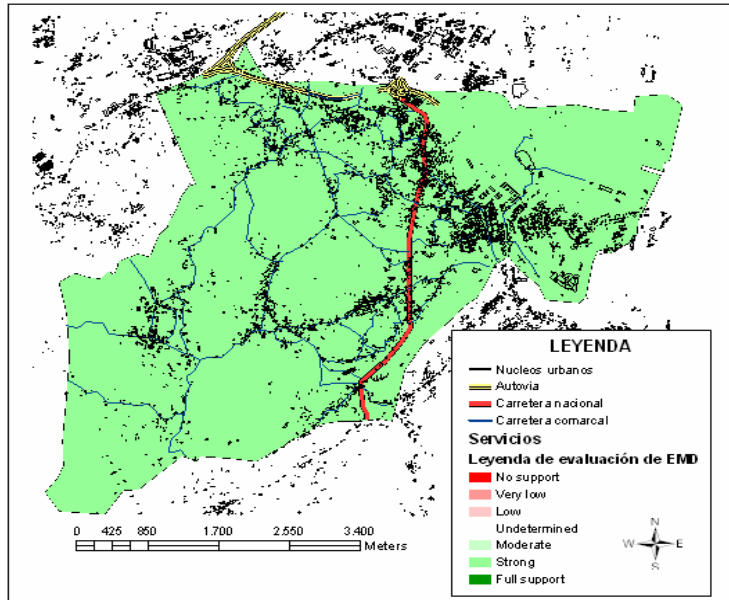 LEYENDA
Nucleos urbanos
Autovia
Carretera nacional
Carretera comarcal
Servicios
Leyenda de evaluación de EMD
No support
Very low
Low
Undetermined
Moderate
Strong
Full support
N
W E
S
0 425 850 1.700 2.550 3.400
Meters